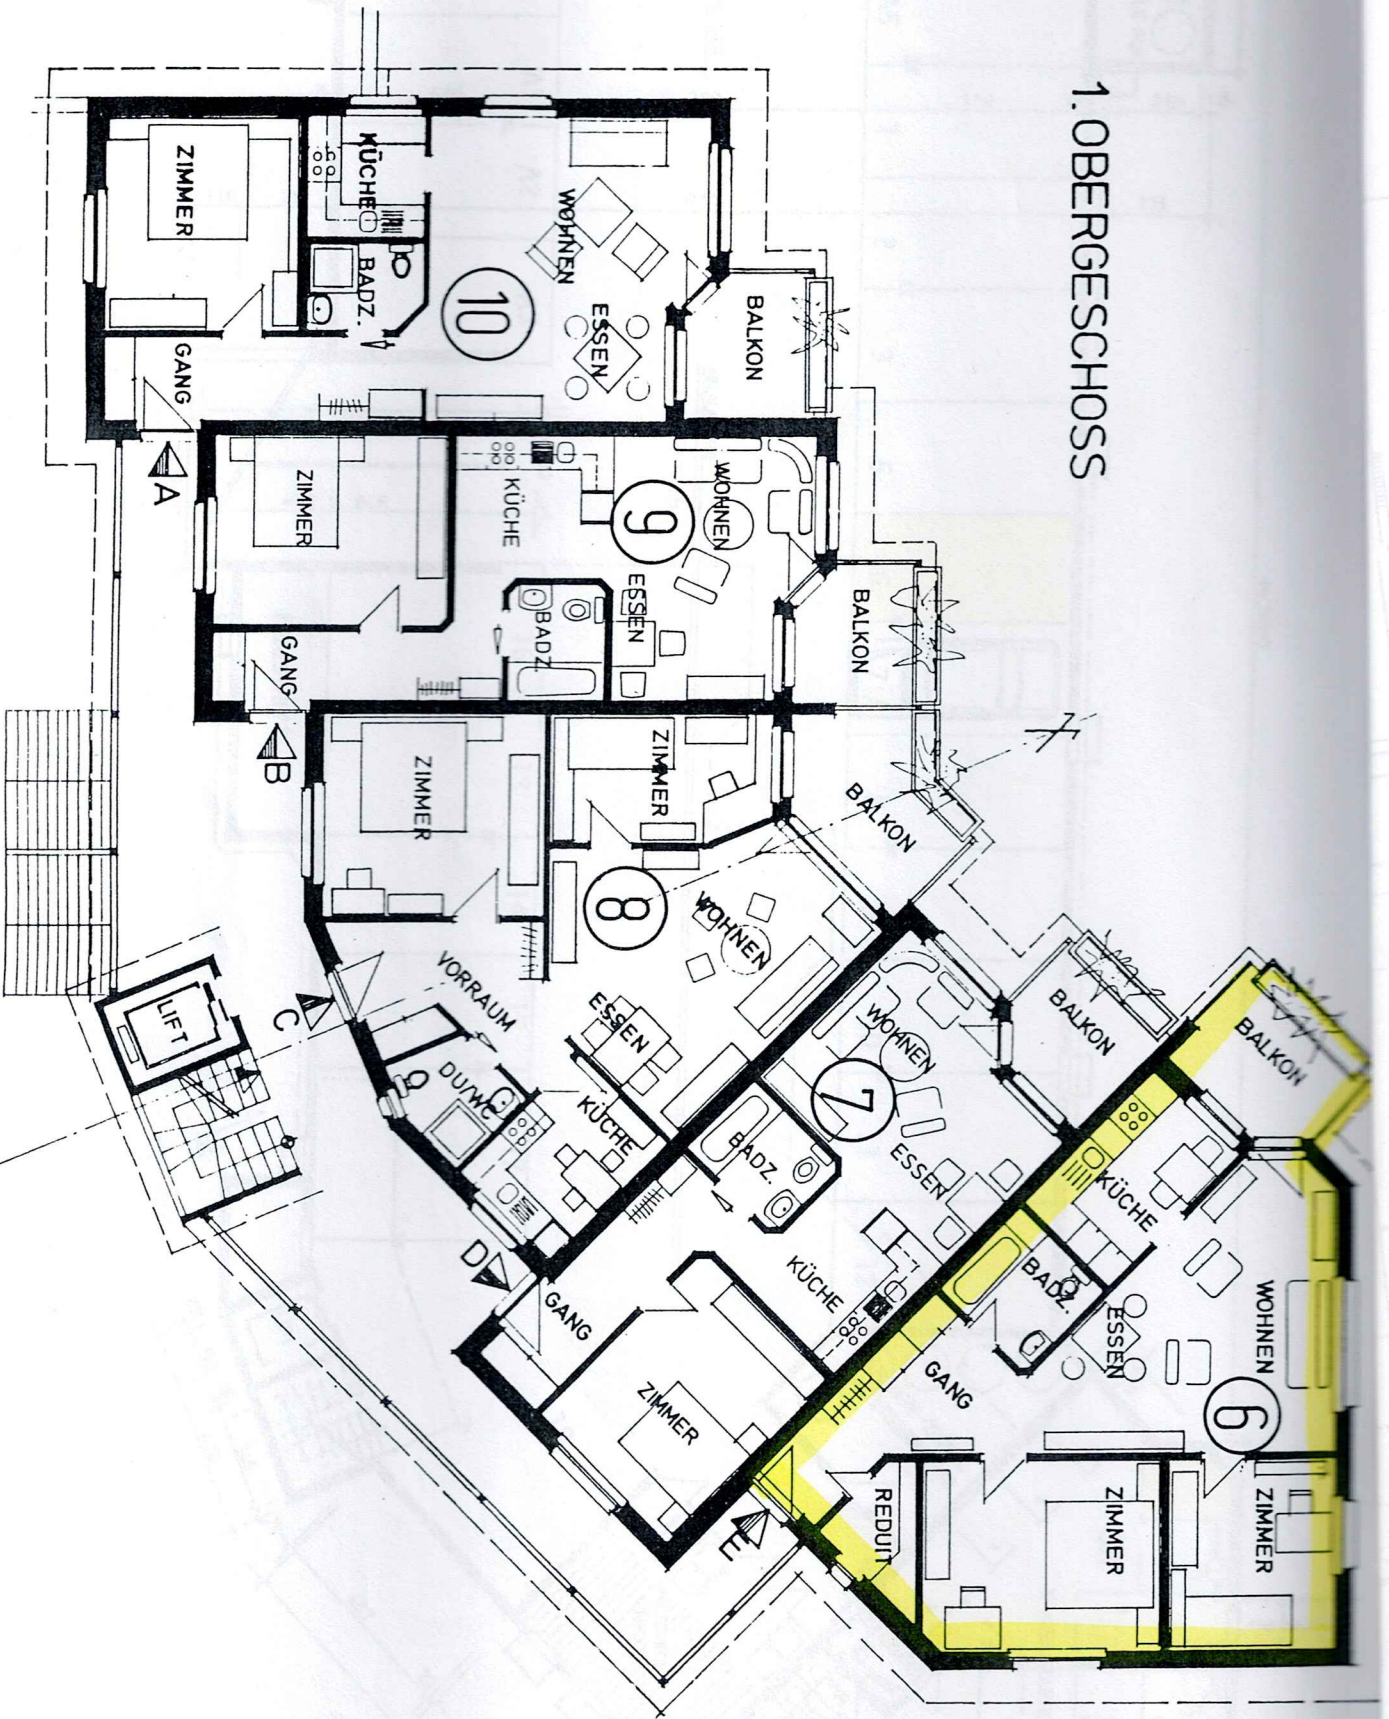 1. OBERGESCHOSS
ZIMMER
KÜCHE
BADZ.
WOHNEN
10
ESSEN
BALKON
GANG
A
ZIMMER
KÜCHE
WOHNEN
9
ESSEN
BADZ.
BALKON
GANG
B
ZIMMER
ZIMMER
BALKON
8
WOHNEN
VORRAUM
ESSEN
C
LIFT
DU/WC
KÜCHE
D
WOHNEN
7
BALKON
BADZ.
ESSEN
KÜCHE
GANG
ZIMMER
E
BALKON
KÜCHE
BADZ.
WOHNEN
ESSEN
GANG
6
REDUIT
ZIMMER
ZIMMER